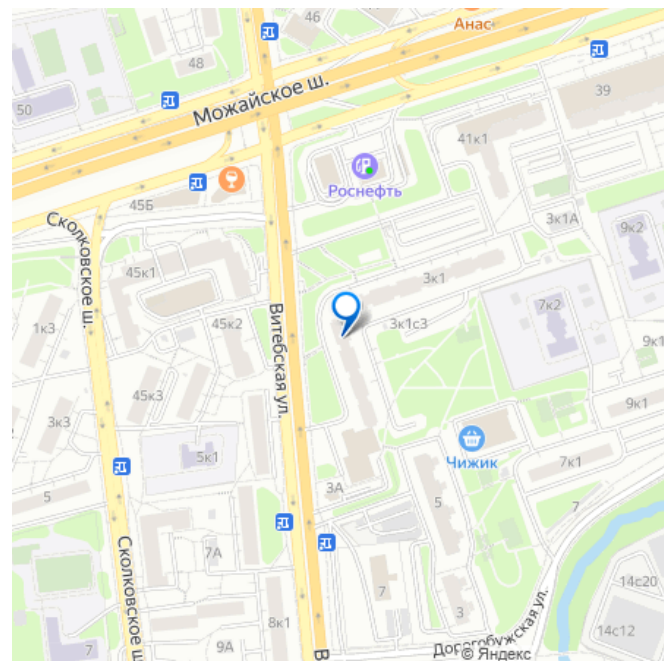 46
Анас
48
50
Можайское ш.
39
41к1
Роснефть
45Б
Сколковское ш.
3к1А
9к2
45к1
3к1
Витебская ул.
7к2
1к3
45к2
3к1с3
9к1
45к3
9к1
3к3
Чижик
5к1
7к1
5
3А
5
7
7А
Сколковское ш.
14с20
7
8к1
3
14с12
7
9А
В
Дорогобужская ул.
© Яндекс